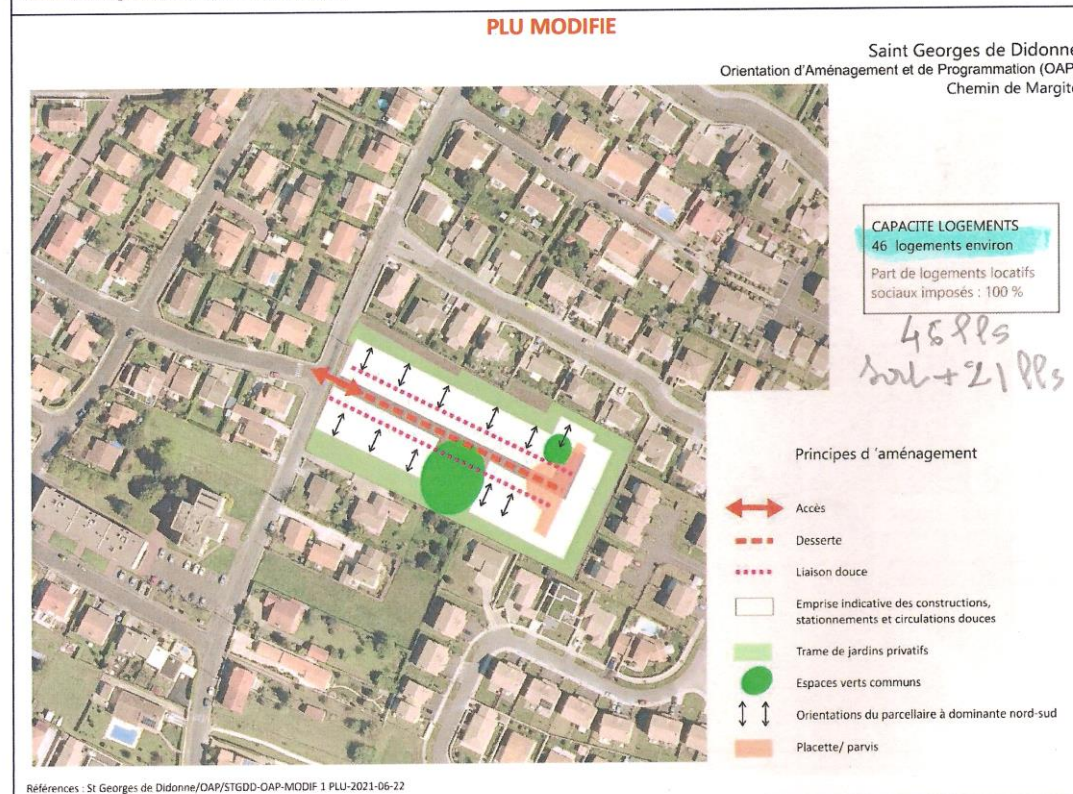 PLU MODIFIE
Saint Georges de Didonne
Orientation d'Aménagement et de Programmation (OAP
Chemin de Margite
CAPACITE LOGEMENTS
46 logements environ
Part de logements locatifs
sociaux imposés : 100 %
+ 21
Principes d 'aménagement
Accès
Desserte
Liaison douce
Emprise indicative des constructions,
stationnements et circulations douces
Trame de jardins privatifs
Espaces verts communs
Orientations du parcellaire à dominante nord-sud
Placette/ parvis
Références : St Georges de Didonne/OAP/STGDD-OAP-MODIF 1 PLU-2021-06-22